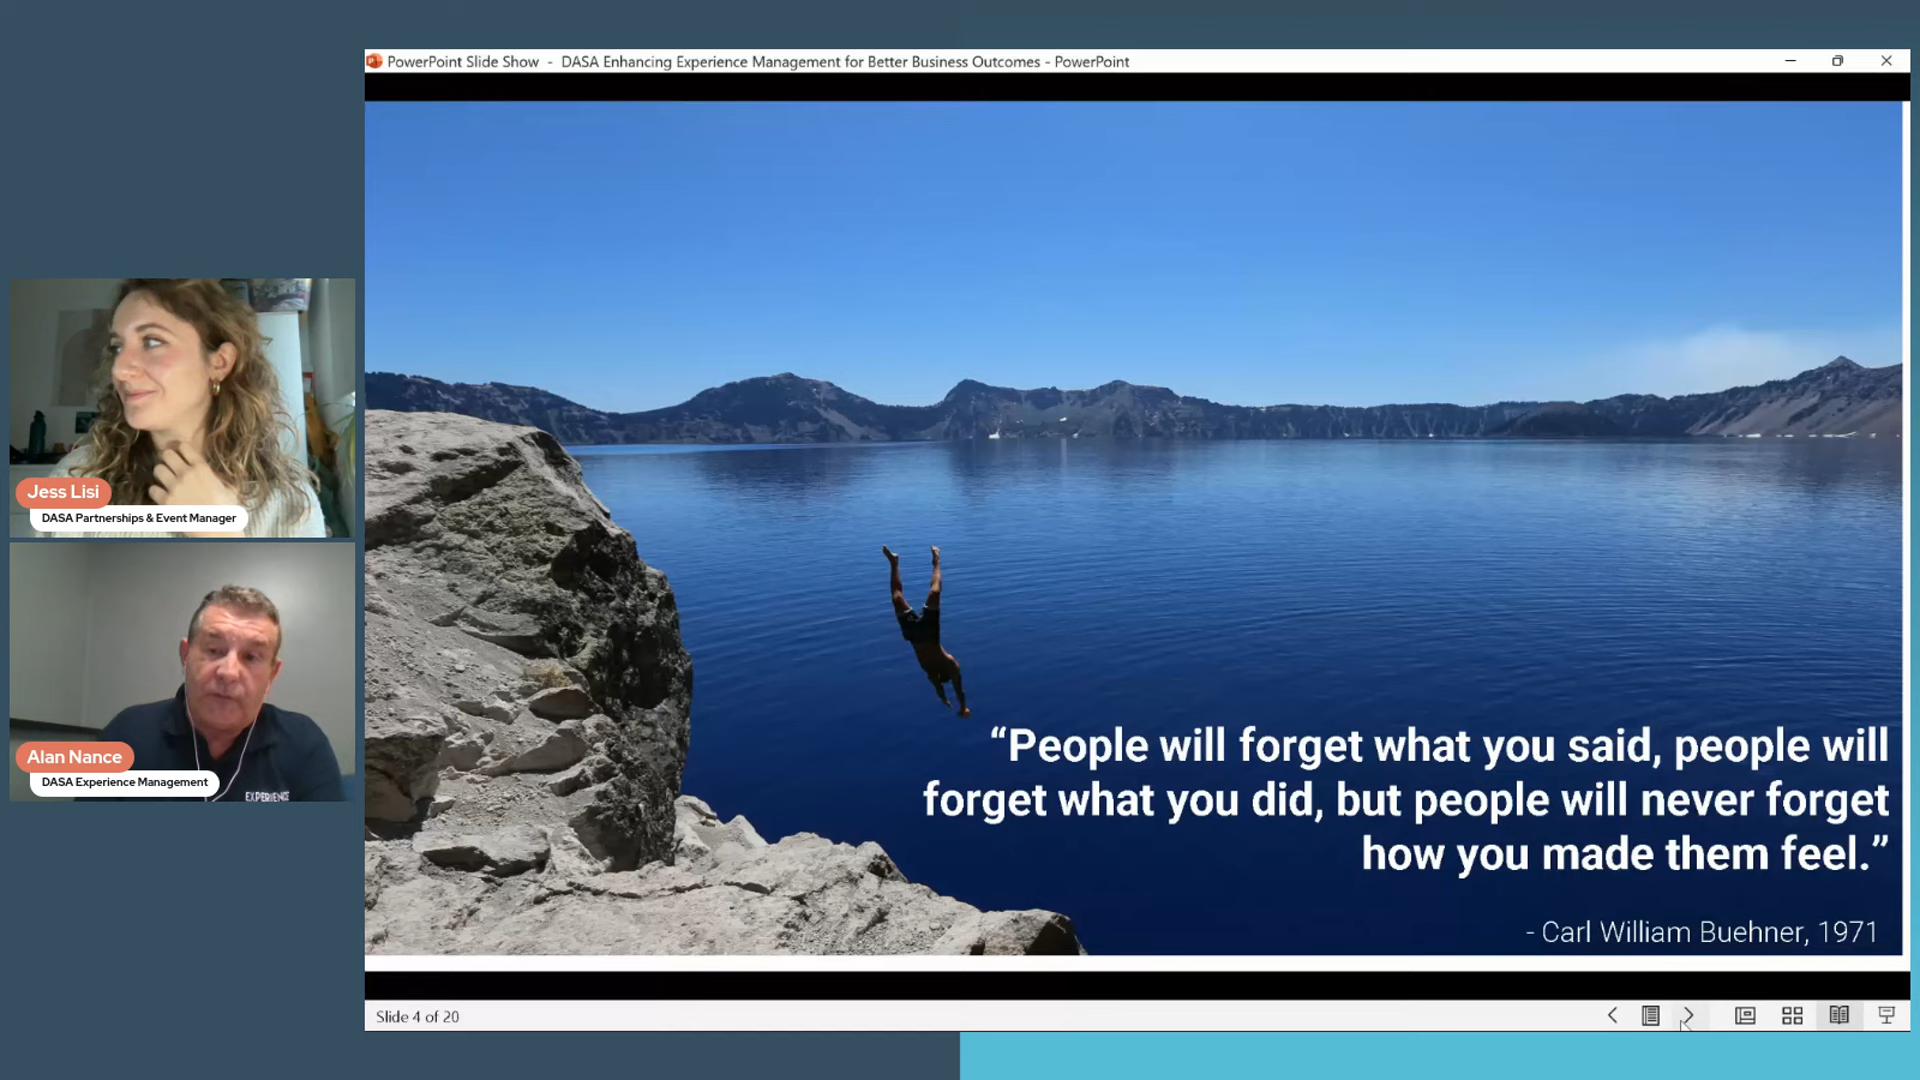 PowerPoint Slide Show - DASA Enhancing Experience Management for Better Business Outcomes - PowerPoint
Jess Lisi
DASA Partnerships & Event Manager
Alan Nance
DASA Experience Management
EXPERIENCE
“People will forget what you said, people will
forget what you did, but people will never forget
how you made them feel.”
- Carl William Buehner, 1971
Slide 4 of 20